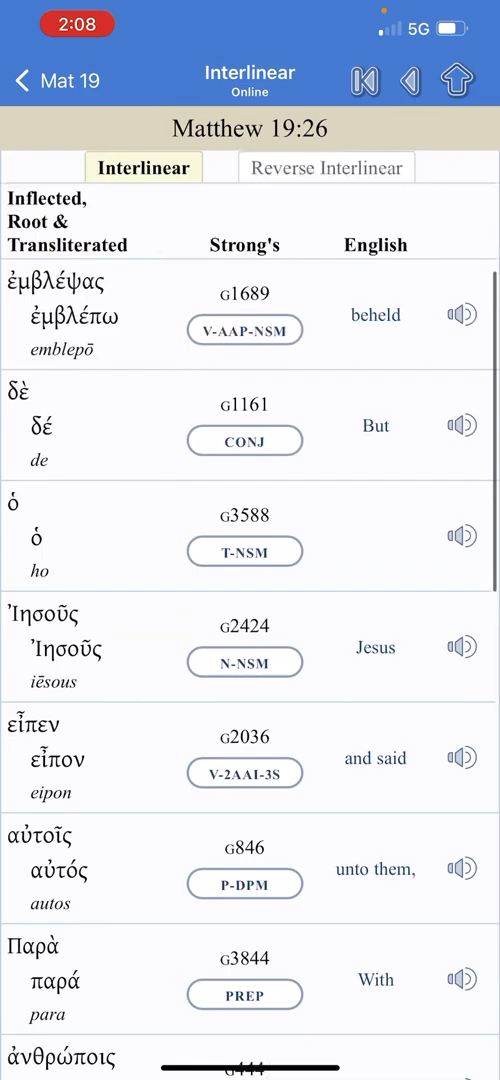 2:08
5G
Mat 19
Interlinear
Online
Matthew 19:26
Interlinear
Reverse Interlinear
Inflected,
Root &
Transliterated
Strong's
English
ἐμβλέψας
ἐμβλέπω
emblepō
G1689
V-AAP-NSM
beheld
δὲ
δέ
de
G1161
CONJ
But
ὁ
ὁ
ho
G3588
T-NSM
Ἰησοῦς
Ἰησοῦς
iēsous
G2424
N-NSM
Jesus
εἶπεν
εἶπον
eipon
G2036
V-2AAI-3S
and said
αὐτοῖς
αὐτός
autos
G846
P-DPM
unto them,
Παρὰ
παρά
para
G3844
PREP
With
ἀνθρώποις
G444